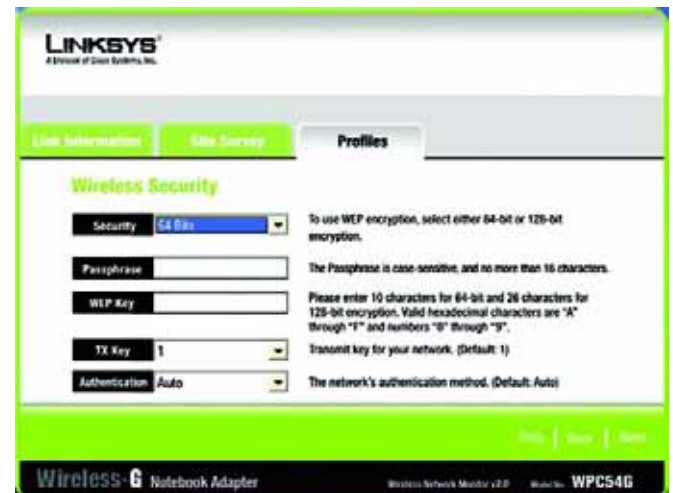 LINKSYS®
A Division of Cisco Systems, Inc.
Link Information
Site Survey
Profiles
Wireless Security
Security
64 Bits
To use WEP encryption, select either 64-bit or 128-bit
encryption.
Passphrase
The Passphrase is case-sensitive, and no more than 16 characters.
WEP Key
Please enter 10 characters for 64-bit and 26 characters for
128-bit encryption. Valid hexadecimal characters are "A"
through "F" and numbers "0" through "9".
TX Key
1
Transmit key for your network. (Default: 1)
Authentication
Auto
The network's authentication method. (Default: Auto)
Wireless-G Notebook Adapter
Wireless Network Monitor v2.0
Model No. WPC54G